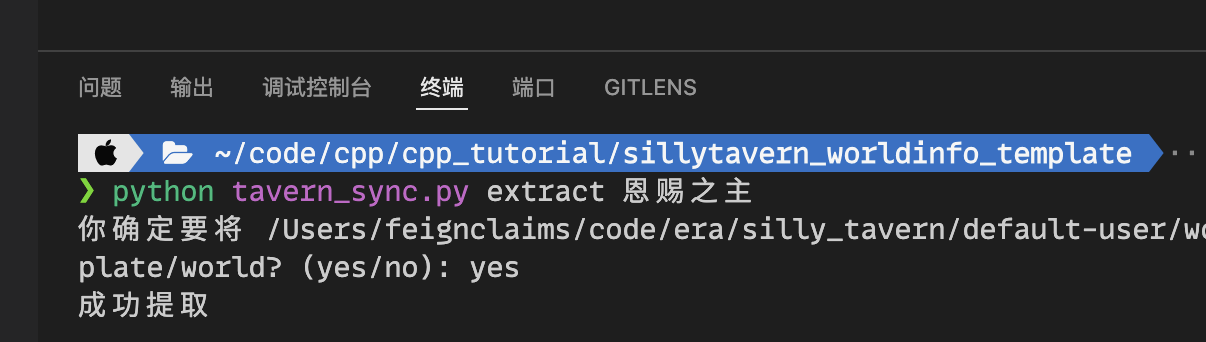 问题 输出 调试控制台 终端 端口 GITLENS
~/code/cpp/cpp_tutorial/sillytavern_worldinfo_template ··
❯ python tavern_sync.py extract 恩赐之主
你确定要将 /Users/feignclaims/code/era/silly_tavern/default-user/wo
plate/world? (yes/no): yes
成功提取